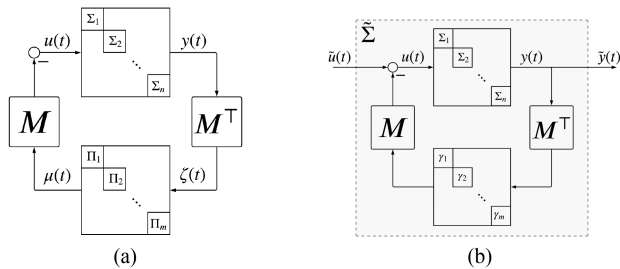 u(t)
Σ₁
Σ₂
⋱
Σₙ
y(t)
−
M
M⊤
μ(t)
Π₁
Π₂
⋱
Πₘ
ζ(t)
(a)
Σ̃
ũ(t)
u(t)
Σ₁
Σ₂
⋱
Σₙ
y(t)
ỹ(t)
−
M
M⊤
γ₁
γ₂
⋱
γₘ
(b)